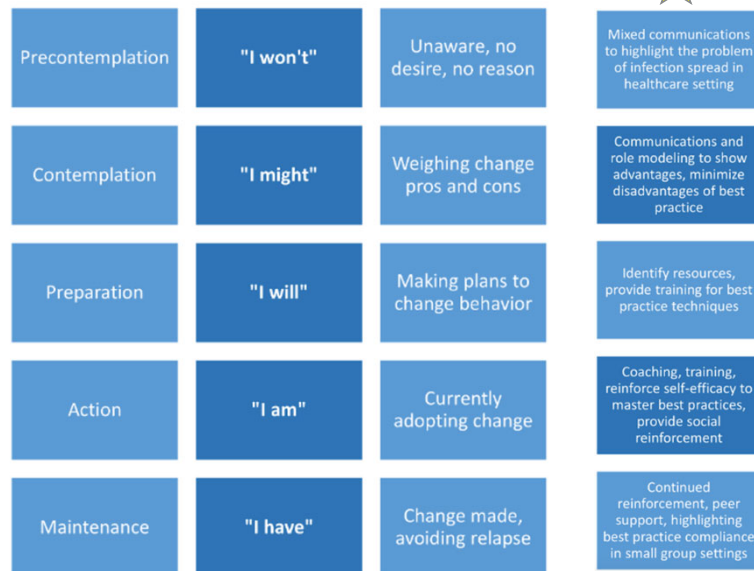 Precontemplation
"I won't"
Unaware, no
desire, no reason
Mixed communications
to highlight the problem
of infection spread in
healthcare setting
Contemplation
"I might"
Weighing change
pros and cons
Communications and
role modeling to show
advantages, minimize
disadvantages of best
practice
Preparation
"I will"
Making plans to
change behavior
Identify resources,
provide training for best
practice techniques
Action
"I am"
Currently
adopting change
Coaching, training,
reinforce self-efficacy to
master best practices,
provide social
reinforcement
Maintenance
"I have"
Change made,
avoiding relapse
Continued
reinforcement, peer
support, highlighting
best practice compliance
in small group settings